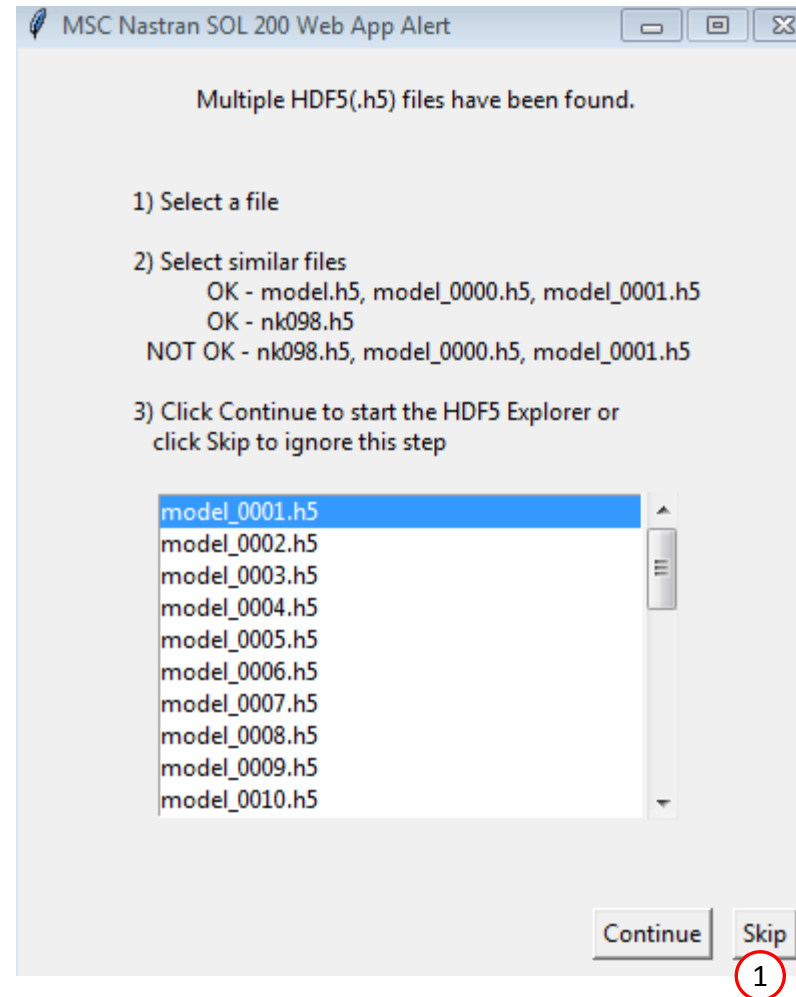 MSC Nastran SOL 200 Web App Alert
Multiple HDF5(.h5) files have been found.
1) Select a file
2) Select similar files
OK - model.h5, model_0000.h5, model_0001.h5
OK - nk098.h5
NOT OK - nk098.h5, model_0000.h5, model_0001.h5
3) Click Continue to start the HDF5 Explorer or
click Skip to ignore this step
model_0001.h5
model_0002.h5
model_0003.h5
model_0004.h5
model_0005.h5
model_0006.h5
model_0007.h5
model_0008.h5
model_0009.h5
model_0010.h5
Continue Skip
1